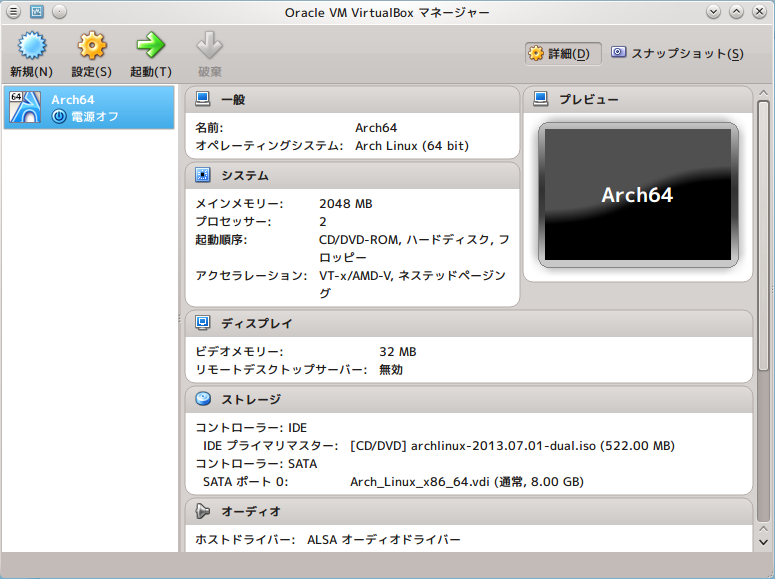 Oracle VM VirtualBox マネージャー
新規(N) 設定(S) 起動(T) 破棄 詳細(D) スナップショット(S)
64 Arch64
電源オフ
一般
名前: Arch64
オペレーティングシステム: Arch Linux (64 bit)
プレビュー
Arch64
システム
メインメモリー: 2048 MB
プロセッサー: 2
起動順序: CD/DVD-ROM, ハードディスク, フ
ロッピー
アクセラレーション: VT-x/AMD-V, ネステッドページン
グ
ディスプレイ
ビデオメモリー: 32 MB
リモートデスクトップサーバー: 無効
ストレージ
コントローラー: IDE
IDE プライマリマスター: [CD/DVD] archlinux-2013.07.01-dual.iso (522.00 MB)
コントローラー: SATA
SATA ポート 0: Arch_Linux_x86_64.vdi (通常, 8.00 GB)
オーディオ
ホストドライバー: ALSA オーディオドライバー